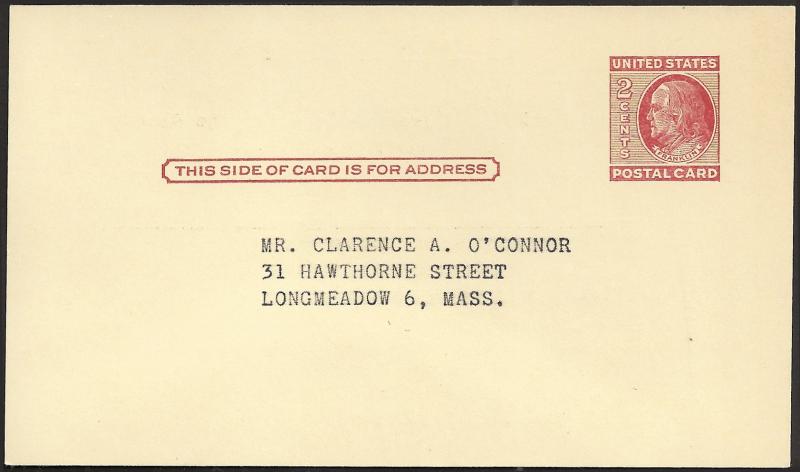 UNITED STATES
2 CENTS
FRANKLIN
POSTAL CARD
THIS SIDE OF CARD IS FOR ADDRESS
MR. CLARENCE A. O'CONNOR
31 HAWTHORNE STREET
LONGMEADOW 6, MASS.